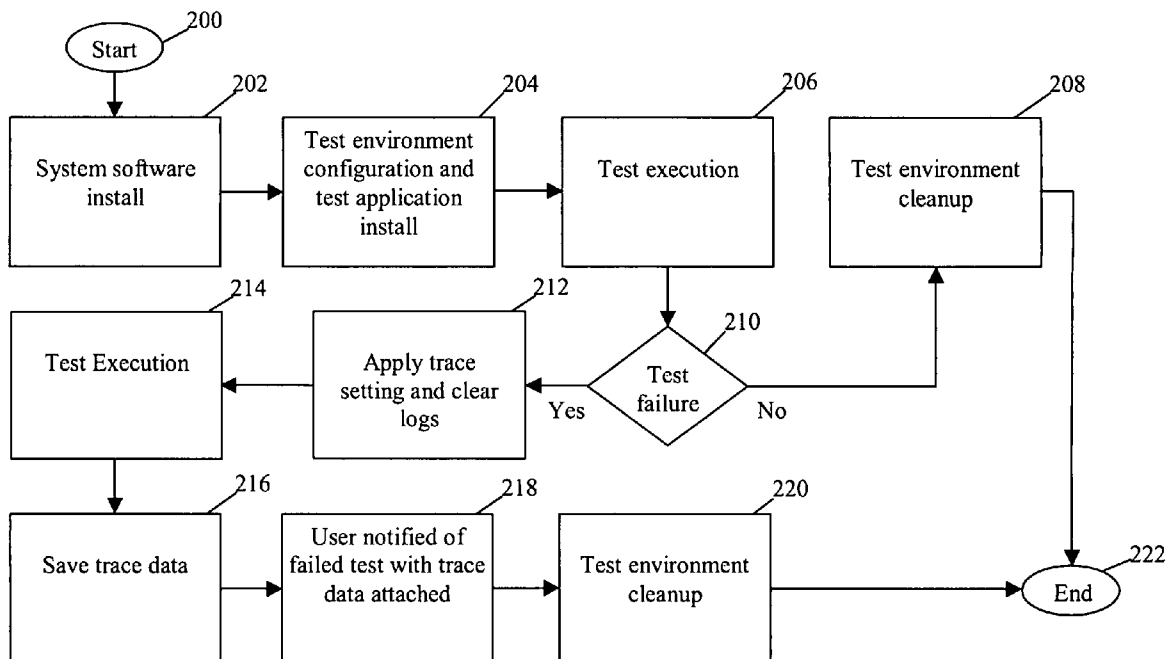 200
Start
202
204
206
208
System software
install
Test environment
configuration and
test application
install
Test execution
Test environment
cleanup
214
212
210
Test Execution
Apply trace
setting and clear
logs
Yes
Test
failure
No
216
218
220
Save trace data
User notified of
failed test with trace
data attached
Test environment
cleanup
222
End